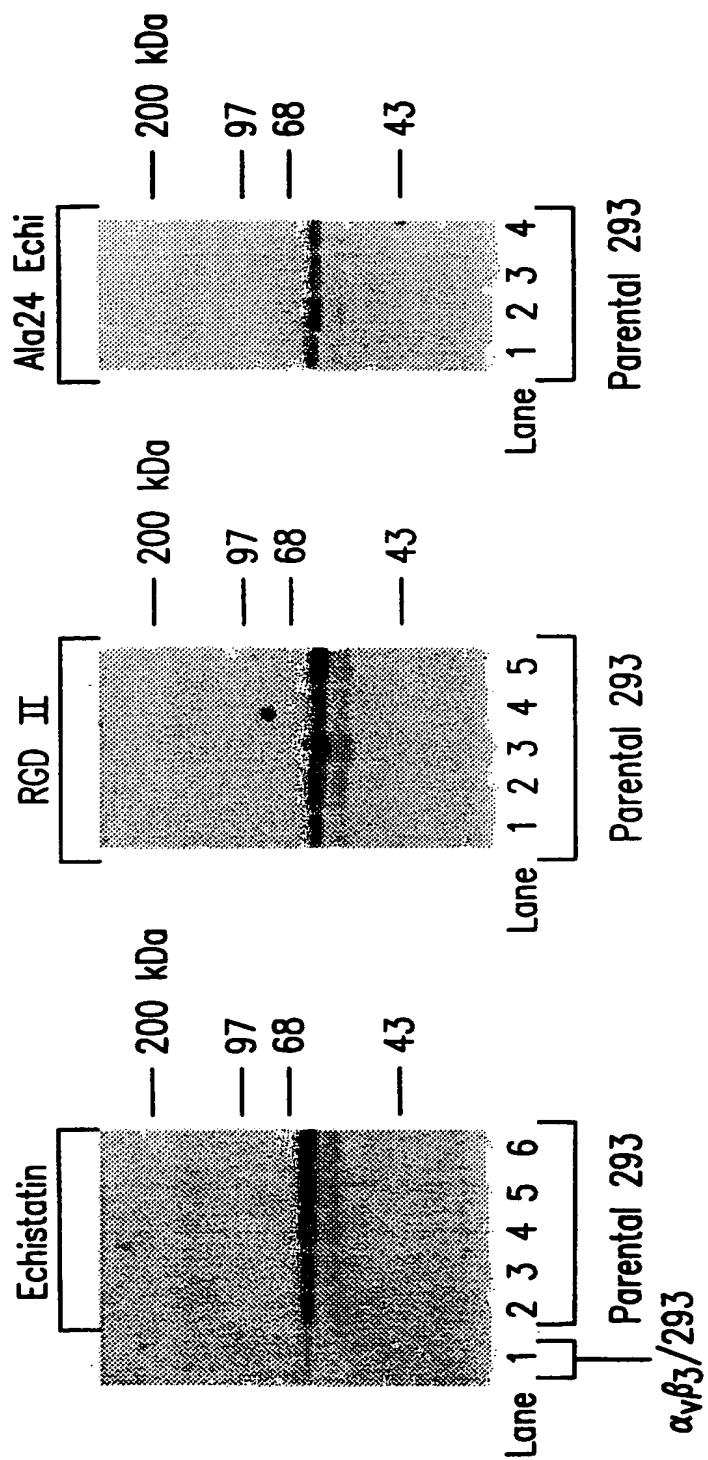 Echistatin
200 kDa
97
68
43
Lane 1 2 3 4 5 6
αvβ3/293
Parental 293
RGD II
200 kDa
97
68
43
Lane 1 2 3 4 5
Parental 293
Ala24 Echi
200 kDa
97
68
43
Lane 1 2 3 4
Parental 293